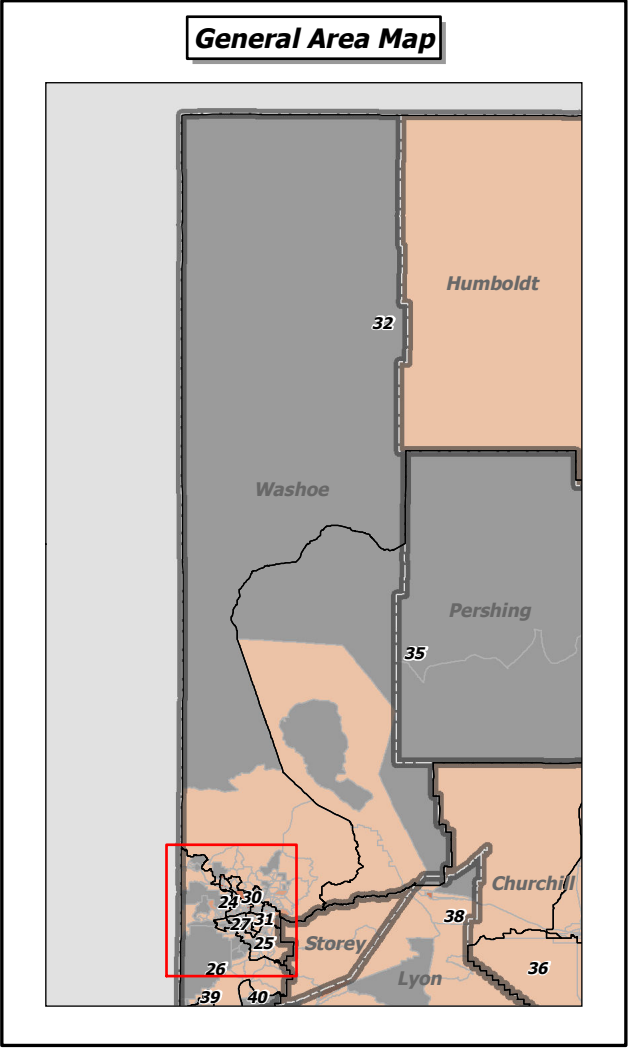 General Area Map
Humboldt
32
Washoe
Pershing
35
24
30
27
31
25
Churchill
38
Storey
26
Lyon
36
39
40